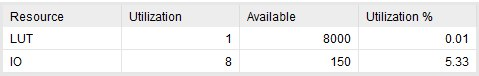 Resource Utilization Available Utilization %
LUT 1 8000 0.01
IO 8 150 5.33